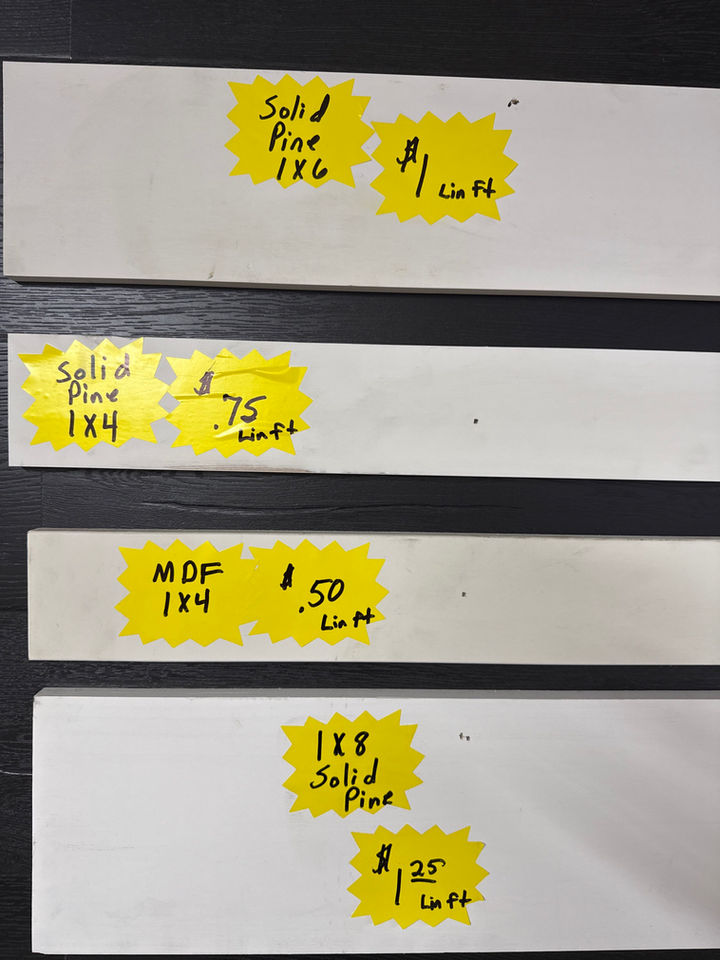 Solid
Pine
1X6
$1 Lin ft
Solid
Pine
1X4
$.75
Lin ft
MDF
1X4
$.50
Lin ft
1X8
Solid
Pine
$1 25
Lin ft